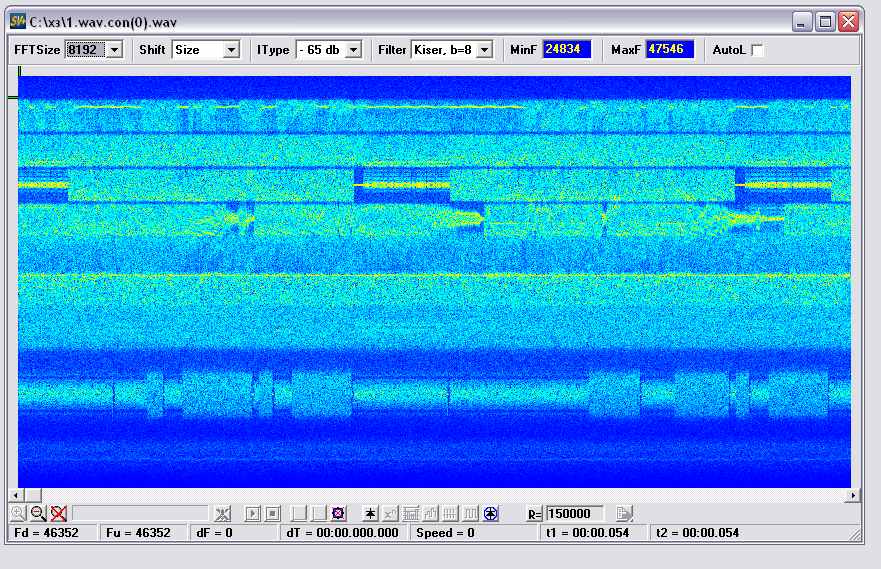 SV+ C:\хз\1.wav.con(0).wav
FFTSize 8192 Shift Size IType - 65 db Filter Kiser, b=8 MinF 24834 MaxF 47546 AutoL
R= 150000
Fd = 46352 Fu = 46352 dF = 0 dT = 00:00.000.000 Speed = 0 t1 = 00:00.054 t2 = 00:00.054